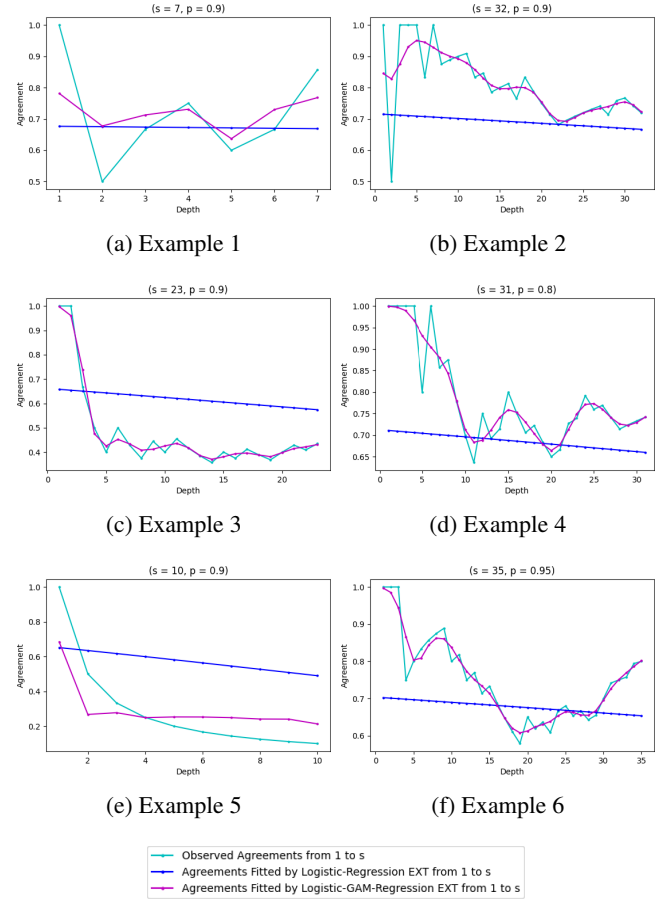 (s = 7, p = 0.9)
Agreement
1.0
0.9
0.8
0.7
0.6
0.5
1 2 3 4 5 6 7
Depth
(a) Example 1
(s = 32, p = 0.9)
Agreement
1.0
0.9
0.8
0.7
0.6
0.5
0 5 10 15 20 25 30
Depth
(b) Example 2
(s = 23, p = 0.9)
Agreement
1.0
0.9
0.8
0.7
0.6
0.5
0.4
0 5 10 15 20
Depth
(c) Example 3
(s = 31, p = 0.8)
Agreement
1.00
0.95
0.90
0.85
0.80
0.75
0.70
0.65
0 5 10 15 20 25 30
Depth
(d) Example 4
(s = 10, p = 0.9)
Agreement
1.0
0.8
0.6
0.4
0.2
2 4 6 8 10
Depth
(e) Example 5
(s = 35, p = 0.95)
Agreement
1.0
0.9
0.8
0.7
0.6
0 5 10 15 20 25 30 35
Depth
(f) Example 6
Observed Agreements from 1 to s
Agreements Fitted by Logistic-Regression EXT from 1 to s
Agreements Fitted by Logistic-GAM-Regression EXT from 1 to s